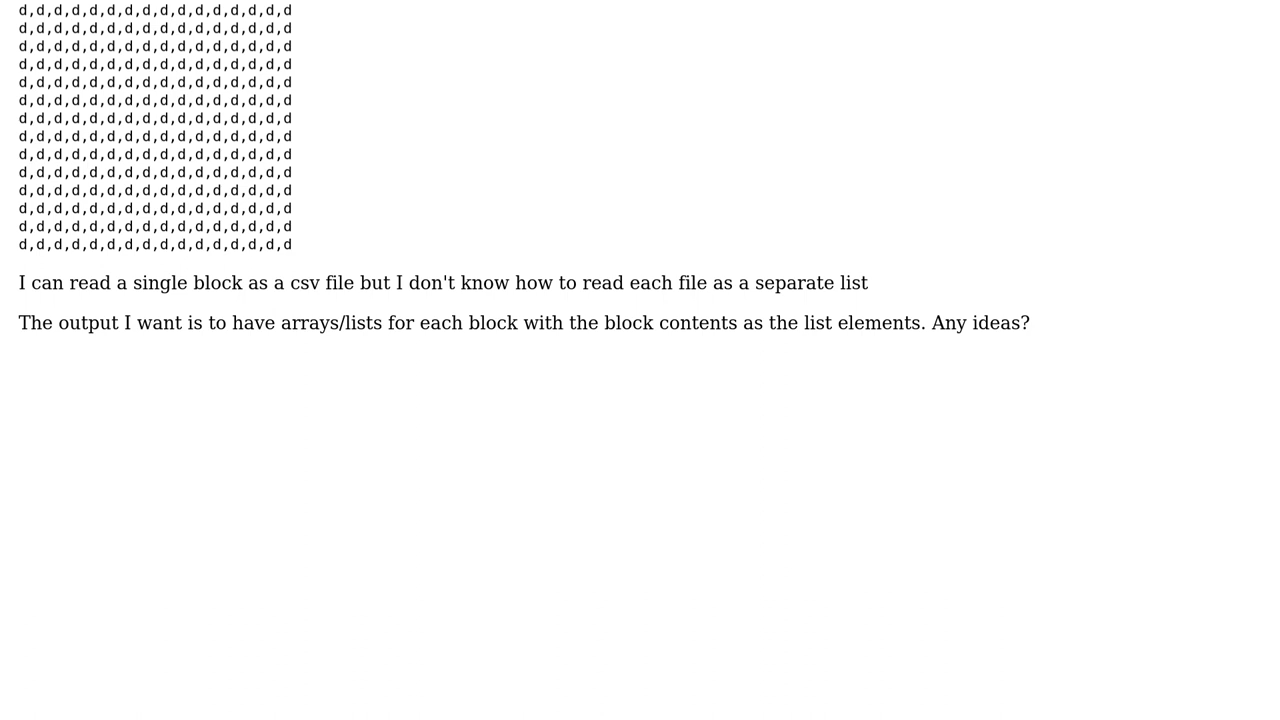 d,d,d,d,d,d,d,d,d,d,d,d,d,d,d,d
d,d,d,d,d,d,d,d,d,d,d,d,d,d,d,d
d,d,d,d,d,d,d,d,d,d,d,d,d,d,d,d
d,d,d,d,d,d,d,d,d,d,d,d,d,d,d,d
d,d,d,d,d,d,d,d,d,d,d,d,d,d,d,d
d,d,d,d,d,d,d,d,d,d,d,d,d,d,d,d
d,d,d,d,d,d,d,d,d,d,d,d,d,d,d,d
d,d,d,d,d,d,d,d,d,d,d,d,d,d,d,d
d,d,d,d,d,d,d,d,d,d,d,d,d,d,d,d
d,d,d,d,d,d,d,d,d,d,d,d,d,d,d,d
d,d,d,d,d,d,d,d,d,d,d,d,d,d,d,d
d,d,d,d,d,d,d,d,d,d,d,d,d,d,d,d
d,d,d,d,d,d,d,d,d,d,d,d,d,d,d,d
d,d,d,d,d,d,d,d,d,d,d,d,d,d,d,d
I can read a single block as a csv file but I don't know how to read each file as a separate list
The output I want is to have arrays/lists for each block with the block contents as the list elements. Any ideas?